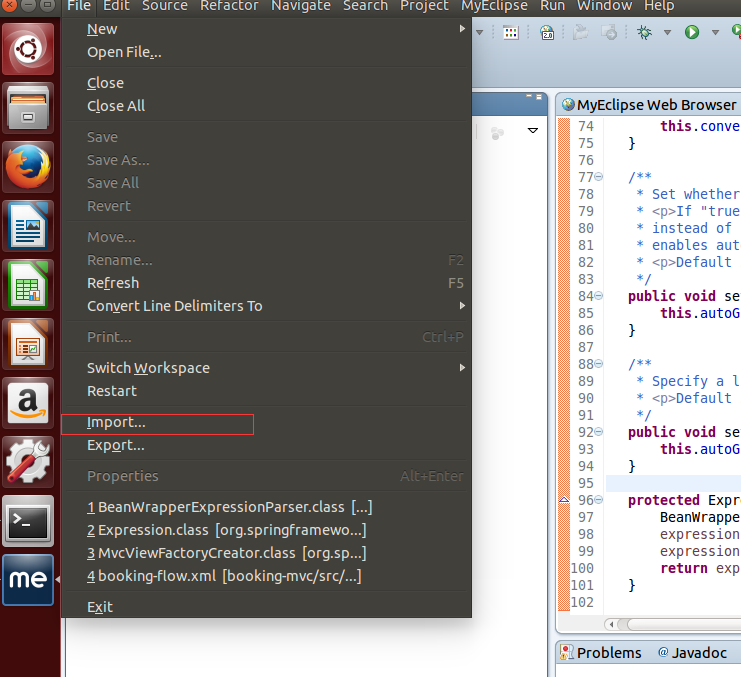 File Edit Source Refactor Navigate Search Project MyEclipse Run Window Help
New
Open File...
Close
Close All
Save
Save As...
Save All
Revert
Move...
Rename... F2
Refresh F5
Convert Line Delimiters To
Print... Ctrl+P
Switch Workspace
Restart
Import...
Export...
Properties Alt+Enter
1 BeanWrapperExpressionParser.class [...]
2 Expression.class [org.springframewo...]
3 MvcViewFactoryCreator.class [org.sp...]
4 booking-flow.xml [booking-mvc/src/...]
Exit
a
>_
me
2.0
MyEclipse Web Browser
74 this.conve
75 }
76
77 /**
78 * Set whether
79 * <p>If "true
80 * instead of
81 * enables aut
82 * <p>Default
83 */
84 public void se
85 this.autoG
86 }
87
88 /**
89 * Specify a l
90 * <p>Default
91 */
92 public void se
93 this.autoG
94 }
95
96 protected Expr
97 BeanWrappe
98 expression
99 expression
100 return exp
101 }
102
Problems @ Javadoc